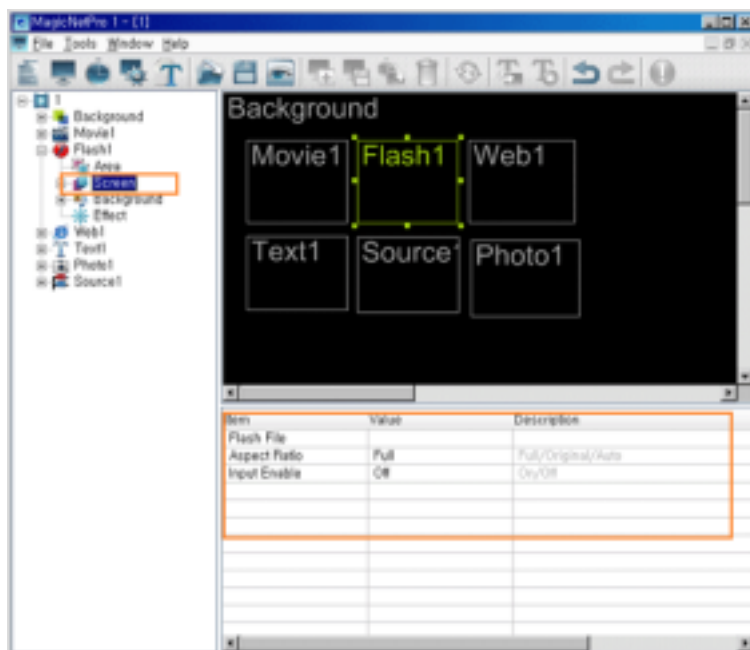 MagicNetPro 1 - [1]
File Tools Window Help
1
Background
Movie1
Flash1
Area
Screen
Background
Effect
Web1
Text1
Photo1
Source1
Background
Movie1 Flash1 Web1
Text1 Source1 Photo1
Item Value Description
Flash File
Aspect Ratio Full Full/Original/Auto
Input Enable Off On/Off